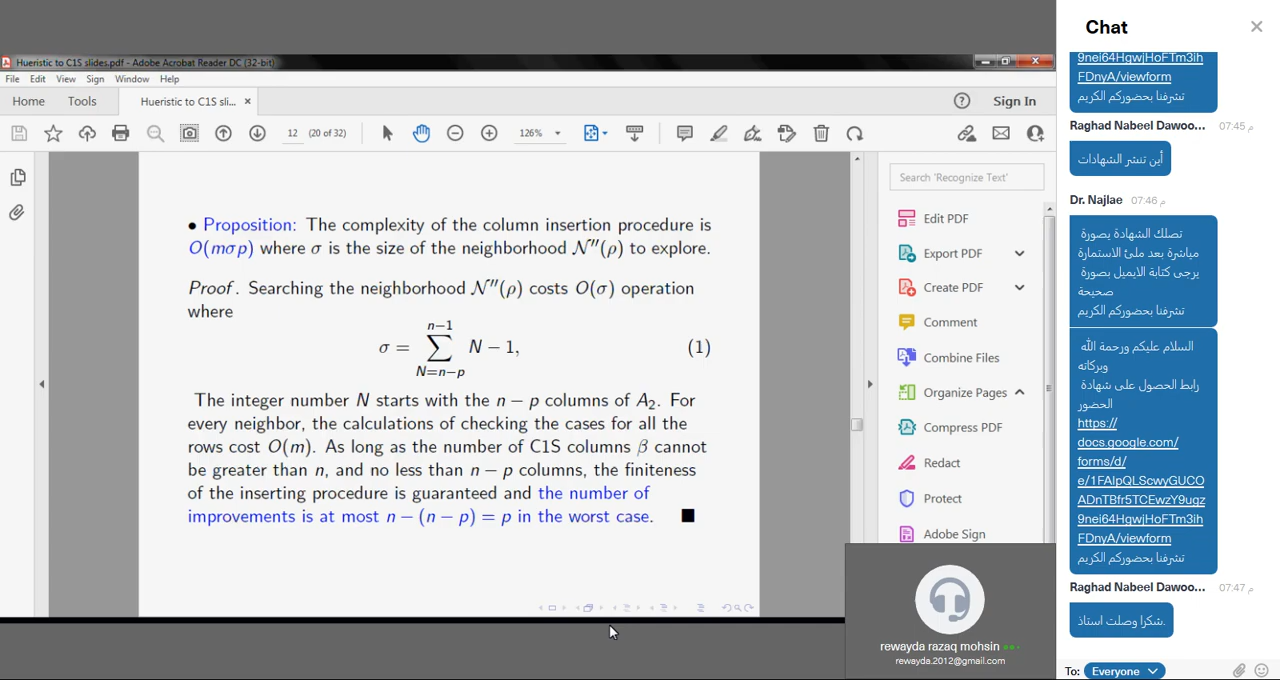 Hueristic to C1S slides.pdf - Adobe Acrobat Reader DC (32-bit)
File Edit View Sign Window Help
Home Tools Hueristic to C1S sli... × Sign In
12 (20 of 32) 126%
• Proposition: The complexity of the column insertion procedure is
O(mσp) where σ is the size of the neighborhood N″(ρ) to explore.
Proof. Searching the neighborhood N″(ρ) costs O(σ) operation
where
n−1
σ = ∑ N − 1, (1)
N=n−p
The integer number N starts with the n − p columns of A₂. For
every neighbor, the calculations of checking the cases for all the
rows cost O(m). As long as the number of C1S columns β cannot
be greater than n, and no less than n − p columns, the finiteness
of the inserting procedure is guaranteed and the number of
improvements is at most n − (n − p) = p in the worst case. ■
Search 'Recognize Text'
Edit PDF
Export PDF
Create PDF
Comment
Combine Files
Organize Pages
Compress PDF
Redact
Protect
Adobe Sign
rewayda razaq mohsin
rewayda.2012@gmail.com
Chat
9nei64HgwjHoFTm3ih
FDnyA/viewform
تشرفنا بحضوركم الكريم
Raghad Nabeel Dawoo... 07:45 م
أين تنشر الشهادات
Dr. Najlae 07:46 م
تصلك الشهادة بصورة
مباشرة بعد ملئ الاستمارة
يرجى كتابة الايميل بصورة
صحيحة
تشرفنا بحضوركم الكريم
السلام عليكم ورحمة الله
وبركاته
رابط الحصول على شهادة
الحضور
https://
docs.google.com/
forms/d/
e/1FAIpQLScwyGUCO
ADnTBfr5TCEwzY9ugz
9nei64HgwjHoFTm3ih
FDnyA/viewform
تشرفنا بحضوركم الكريم
Raghad Nabeel Dawoo... 07:47 م
شكرا وصلت استاذ.
To: Everyone